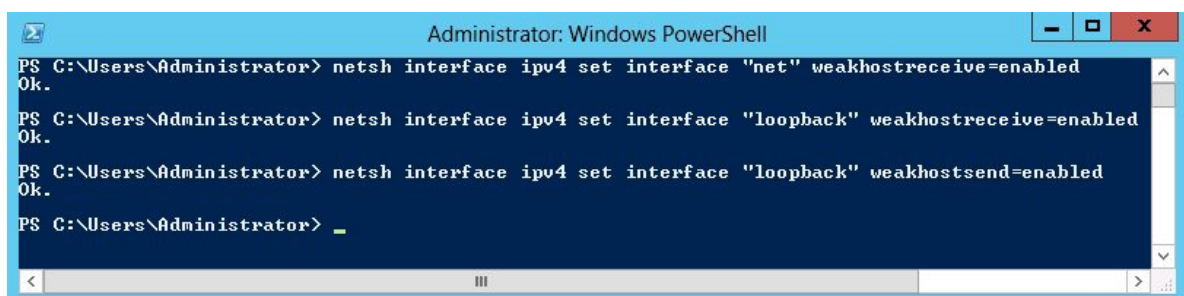 Administrator: Windows PowerShell
PS C:\Users\Administrator> netsh interface ipv4 set interface "net" weakhostreceive=enabled
Ok.
PS C:\Users\Administrator> netsh interface ipv4 set interface "loopback" weakhostreceive=enabled
Ok.
PS C:\Users\Administrator> netsh interface ipv4 set interface "loopback" weakhostsend=enabled
Ok.
PS C:\Users\Administrator>